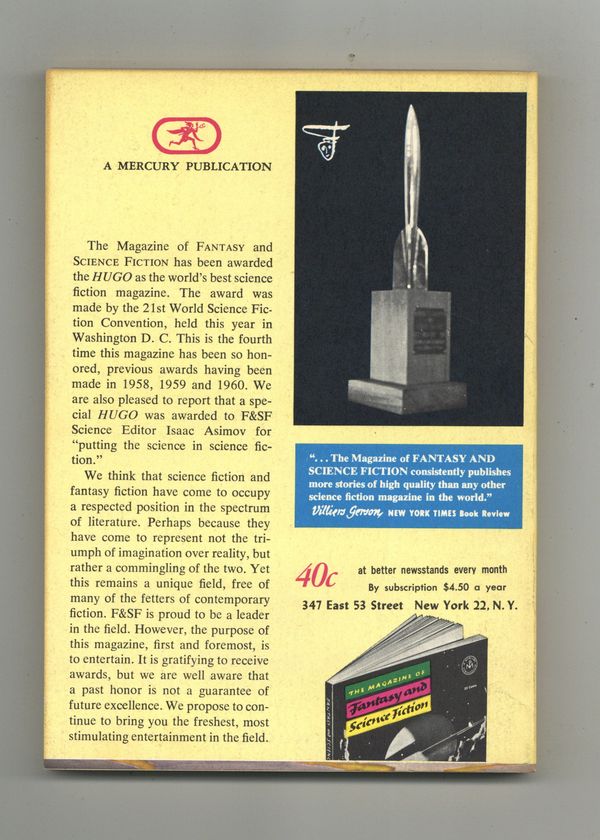 A MERCURY PUBLICATION
The Magazine of FANTASY and
SCIENCE FICTION has been awarded
the HUGO as the world's best science
fiction magazine. The award was
made by the 21st World Science Fic-
tion Convention, held this year in
Washington D. C. This is the fourth
time this magazine has been so hon-
ored, previous awards having been
made in 1958, 1959 and 1960. We
are also pleased to report that a spe-
cial HUGO was awarded to F&SF
Science Editor Isaac Asimov for
“putting the science in science fic-
tion.”
We think that science fiction and
fantasy fiction have come to occupy
a respected position in the spectrum
of literature. Perhaps because they
have come to represent not the tri-
umph of imagination over reality, but
rather a commingling of the two. Yet
this remains a unique field, free of
many of the fetters of contemporary
fiction. F&SF is proud to be a leader
in the field. However, the purpose of
this magazine, first and foremost, is
to entertain. It is gratifying to receive
awards, but we are well aware that
a past honor is not a guarantee of
future excellence. We propose to con-
tinue to bring you the freshest, most
stimulating entertainment in the field.
“. . . The Magazine of FANTASY AND
SCIENCE FICTION consistently publishes
more stories of high quality than any other
science fiction magazine in the world.”
Villiers Gerson, NEW YORK TIMES Book Review
40c at better newsstands every month
By subscription $4.50 a year
347 East 53 Street New York 22, N. Y.
THE MAGAZINE OF
Fantasy and
Science Fiction